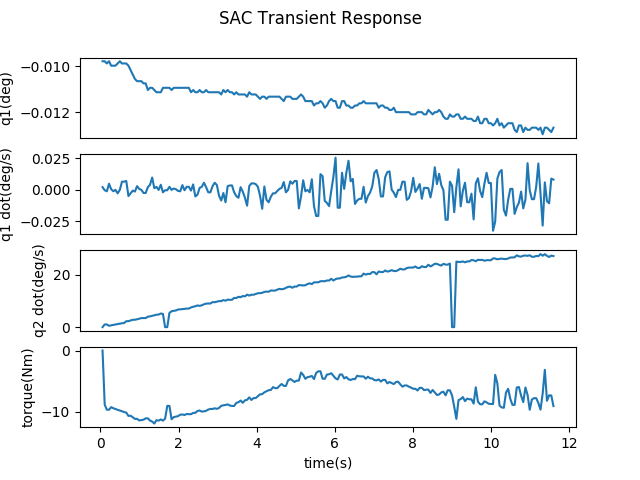 SAC Transient Response
q1(deg)
−0.010
−0.012
q1 dot(deg/s)
0.025
0.000
−0.025
q2 dot(deg/s)
20
0
torque(Nm)
0
−10
0 2 4 6 8 10 12
time(s)